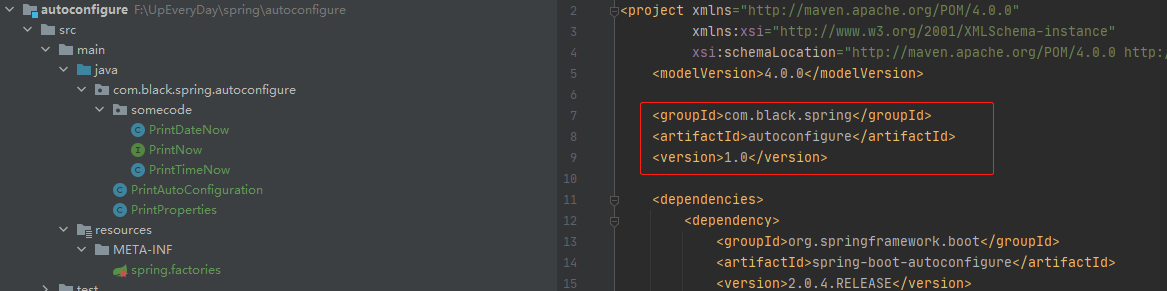 autoconfigure F:\UpEveryDay\spring\autoconfigure
src
main
java
com.black.spring.autoconfigure
somecode
C PrintDateNow
I PrintNow
C PrintTimeNow
C PrintAutoConfiguration
C PrintProperties
resources
META-INF
spring.factories
test
2 <project xmlns="http://maven.apache.org/POM/4.0.0"
3 xmlns:xsi="http://www.w3.org/2001/XMLSchema-instance"
4 xsi:schemaLocation="http://maven.apache.org/POM/4.0.0 http:
5 <modelVersion>4.0.0</modelVersion>
6
7 <groupId>com.black.spring</groupId>
8 <artifactId>autoconfigure</artifactId>
9 <version>1.0</version>
10
11 <dependencies>
12 <dependency>
13 <groupId>org.springframework.boot</groupId>
14 <artifactId>spring-boot-autoconfigure</artifactId>
15 <version>2.0.4.RELEASE</version>